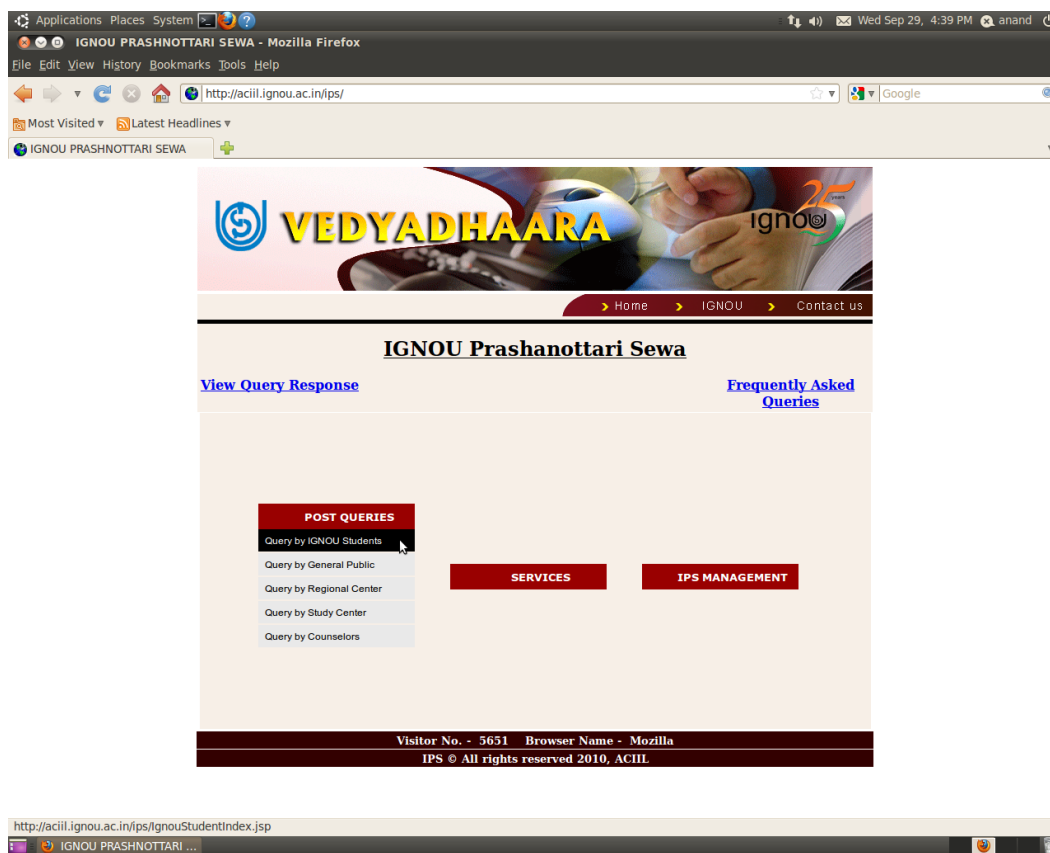 Applications Places System Wed Sep 29, 4:39 PM anand
IGNOU PRASHNOTTARI SEWA - Mozilla Firefox
File Edit View History Bookmarks Tools Help
http://aciil.ignou.ac.in/ips/ Google
Most Visited Latest Headlines
IGNOU PRASHNOTTARI SEWA
VEDYADHAARA
25 years
ignou
Home IGNOU Contact us
IGNOU Prashanottari Sewa
View Query Response
Frequently Asked
Queries
POST QUERIES
Query by IGNOU Students
Query by General Public
Query by Regional Center
Query by Study Center
Query by Counselors
SERVICES
IPS MANAGEMENT
Visitor No. - 5651 Browser Name - Mozilla
IPS © All rights reserved 2010, ACIIL
http://aciil.ignou.ac.in/ips/IgnouStudentIndex.jsp
IGNOU PRASHNOTTARI ...